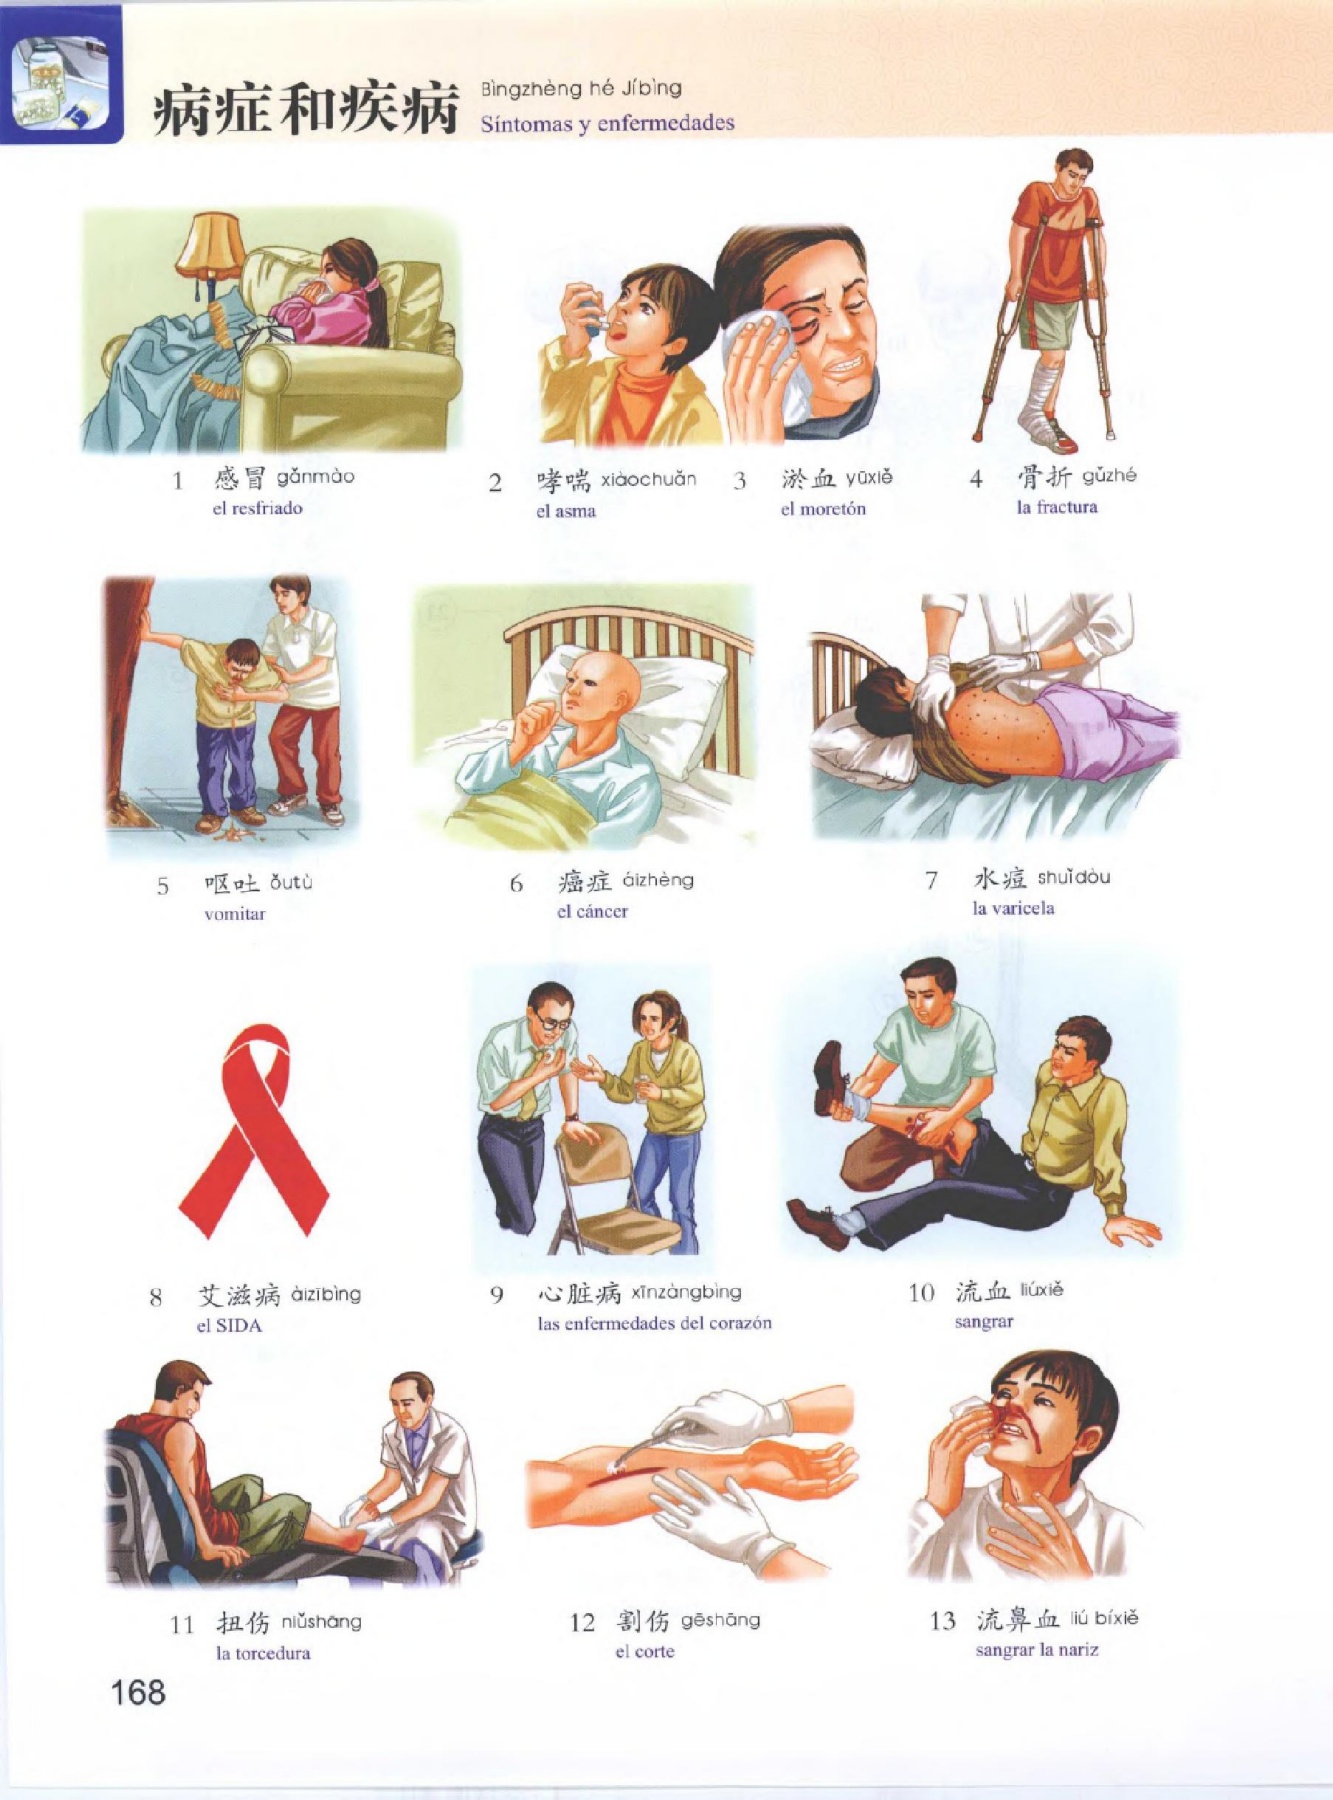 病症和疾病 Bìngzhèng hé Jíbìng
Síntomas y enfermedades
1 感冒 gǎnmào
el resfriado
2 哮喘 xiàochuǎn
el asma
3 淤血 yūxiě
el moretón
4 骨折 gǔzhé
la fractura
5 呕吐 ǒutù
vomitar
6 癌症 áizhèng
el cáncer
7 水痘 shuǐdòu
la varicela
8 艾滋病 àizībìng
el SIDA
9 心脏病 xīnzàngbìng
las enfermedades del corazón
10 流血 liúxiě
sangrar
11 扭伤 niǔshāng
la torcedura
12 割伤 gēshāng
el corte
13 流鼻血 liú bíxiě
sangrar la nariz
168